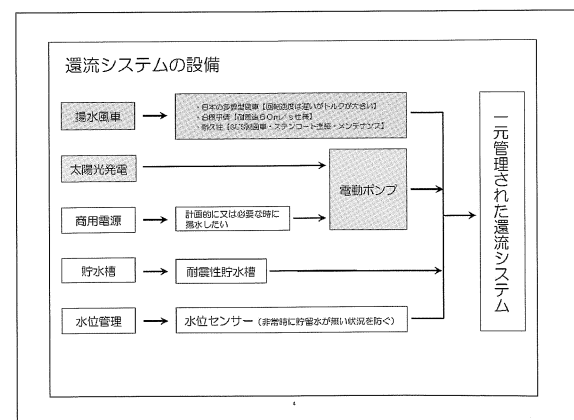 還流システムの設備
揚水風車
・日本の多翼型風車【回転速度は遅いがトルクが大きい】
・台風準備【耐風速60m/s仕様】
・耐久性【SUS製風車・ステンコート塗装・メンテナンス】
太陽光発電
電動ポンプ
商用電源
計画的に又は必要な時に
揚水したい
貯水槽
耐震性貯水槽
水位管理
水位センサー(非常時に貯留水が無い状況を防ぐ)
一元管理された還流システム
4